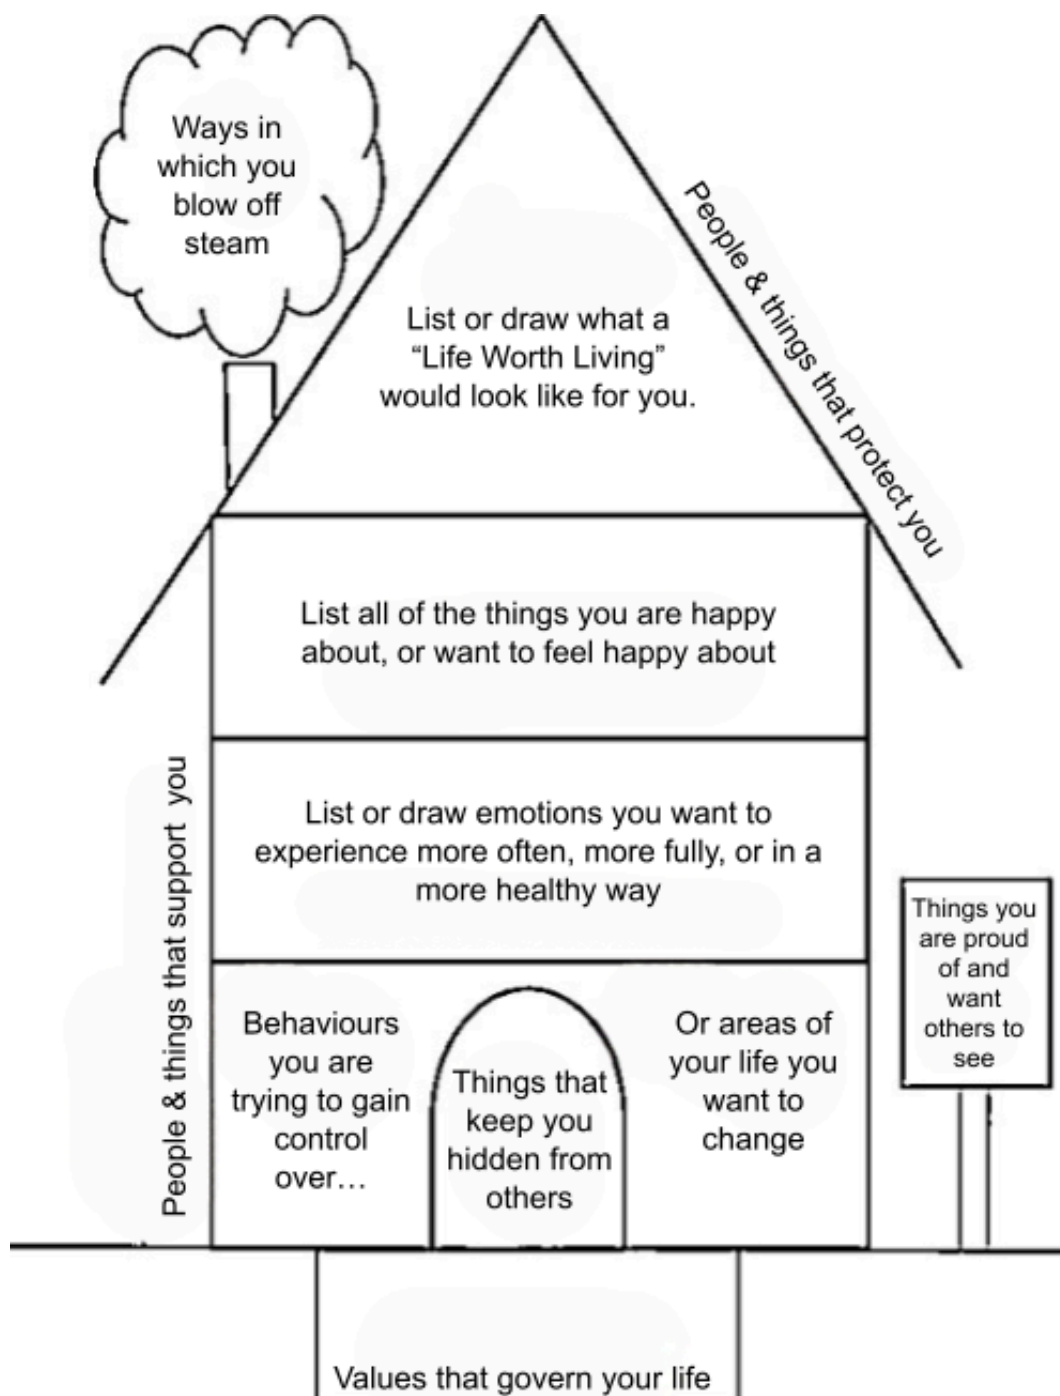 Ways in
which you
blow off
steam
People & things that protect you
List or draw what a
“Life Worth Living”
would look like for you.
List all of the things you are happy
about, or want to feel happy about
People & things that support  you
List or draw emotions you want to
experience more often, more fully, or in a
more healthy way
Things you
are proud
of and
want
others to
see
Behaviours
you are
trying to gain
control
over…
Things that
keep you
hidden from
others
Or areas of
your life you
want to
change
Values that govern your life